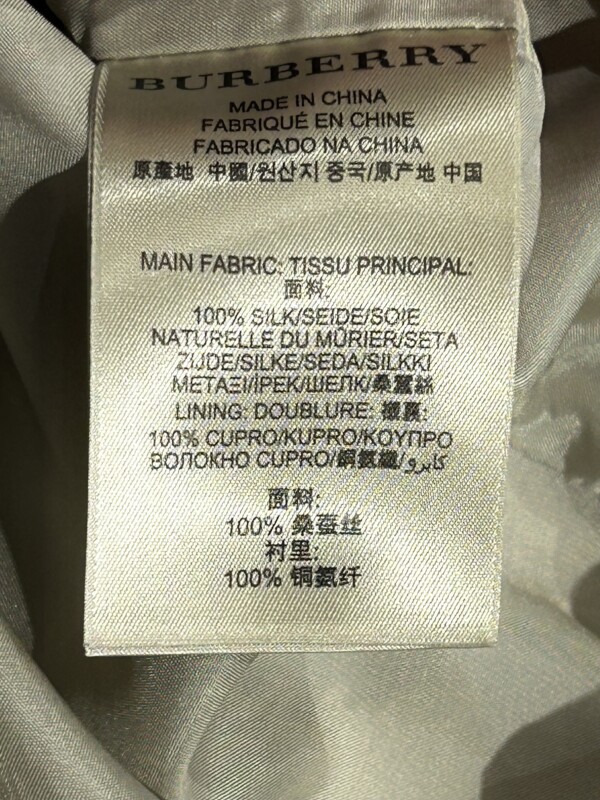 BURBERRY
MADE IN CHINA
FABRIQUÉ EN CHINE
FABRICADO NA CHINA
原產地 中國/원산지 중국/原产地 中国
MAIN FABRIC: TISSU PRINCIPAL:
面料:
100% SILK/SEIDE/SOIE
NATURELLE DU MÛRIER/SETA
ZIJDE/SILKE/SEDA/SILKKI
ΜΕΤΑΞΙ/İPEK/ШЕЛК/桑蠶絲
LINING: DOUBLURE: 襯裏:
100% CUPRO/KUPRO/ΚΟΥΠΡΟ
ВОЛОКНО CUPRO/銅氨纖/كابرو
面料:
100% 桑蚕丝
衬里:
100% 铜氨纤